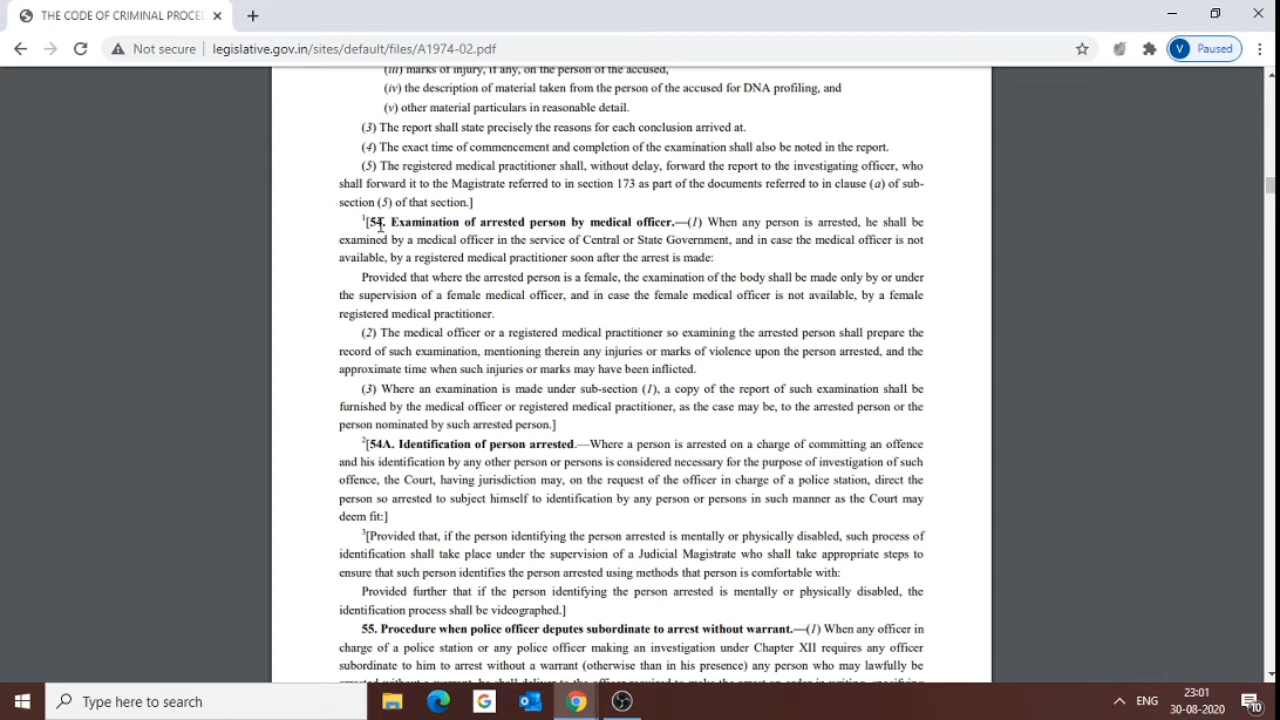 THE CODE OF CRIMINAL PROCED
Not secure legislative.gov.in/sites/default/files/A1974-02.pdf
V Paused
(iii) marks of injury, if any, on the person of the accused,
(iv) the description of material taken from the person of the accused for DNA profiling, and
(v) other material particulars in reasonable detail.
(3) The report shall state precisely the reasons for each conclusion arrived at.
(4) The exact time of commencement and completion of the examination shall also be noted in the report.
(5) The registered medical practitioner shall, without delay, forward the report to the investigating officer, who
shall forward it to the Magistrate referred to in section 173 as part of the documents referred to in clause (a) of sub-
section (5) of that section.]
1[54. Examination of arrested person by medical officer.—(1) When any person is arrested, he shall be
examined by a medical officer in the service of Central or State Government, and in case the medical officer is not
available, by a registered medical practitioner soon after the arrest is made:
Provided that where the arrested person is a female, the examination of the body shall be made only by or under
the supervision of a female medical officer, and in case the female medical officer is not available, by a female
registered medical practitioner.
(2) The medical officer or a registered medical practitioner so examining the arrested person shall prepare the
record of such examination, mentioning therein any injuries or marks of violence upon the person arrested, and the
approximate time when such injuries or marks may have been inflicted.
(3) Where an examination is made under sub-section (1), a copy of the report of such examination shall be
furnished by the medical officer or registered medical practitioner, as the case may be, to the arrested person or the
person nominated by such arrested person.]
2[54A. Identification of person arrested.—Where a person is arrested on a charge of committing an offence
and his identification by any other person or persons is considered necessary for the purpose of investigation of such
offence, the Court, having jurisdiction may, on the request of the officer in charge of a police station, direct the
person so arrested to subject himself to identification by any person or persons in such manner as the Court may
deem fit:]
3[Provided that, if the person identifying the person arrested is mentally or physically disabled, such process of
identification shall take place under the supervision of a Judicial Magistrate who shall take appropriate steps to
ensure that such person identifies the person arrested using methods that person is comfortable with:
Provided further that if the person identifying the person arrested is mentally or physically disabled, the
identification process shall be videographed.]
55. Procedure when police officer deputes subordinate to arrest without warrant.—(1) When any officer in
charge of a police station or any police officer making an investigation under Chapter XII requires any officer
subordinate to him to arrest without a warrant (otherwise than in his presence) any person who may lawfully be
arrested without a warrant, he shall deliver to the officer required to make the arrest an order in writing, specifying
Type here to search
ENG
23:01
30-08-2020
10